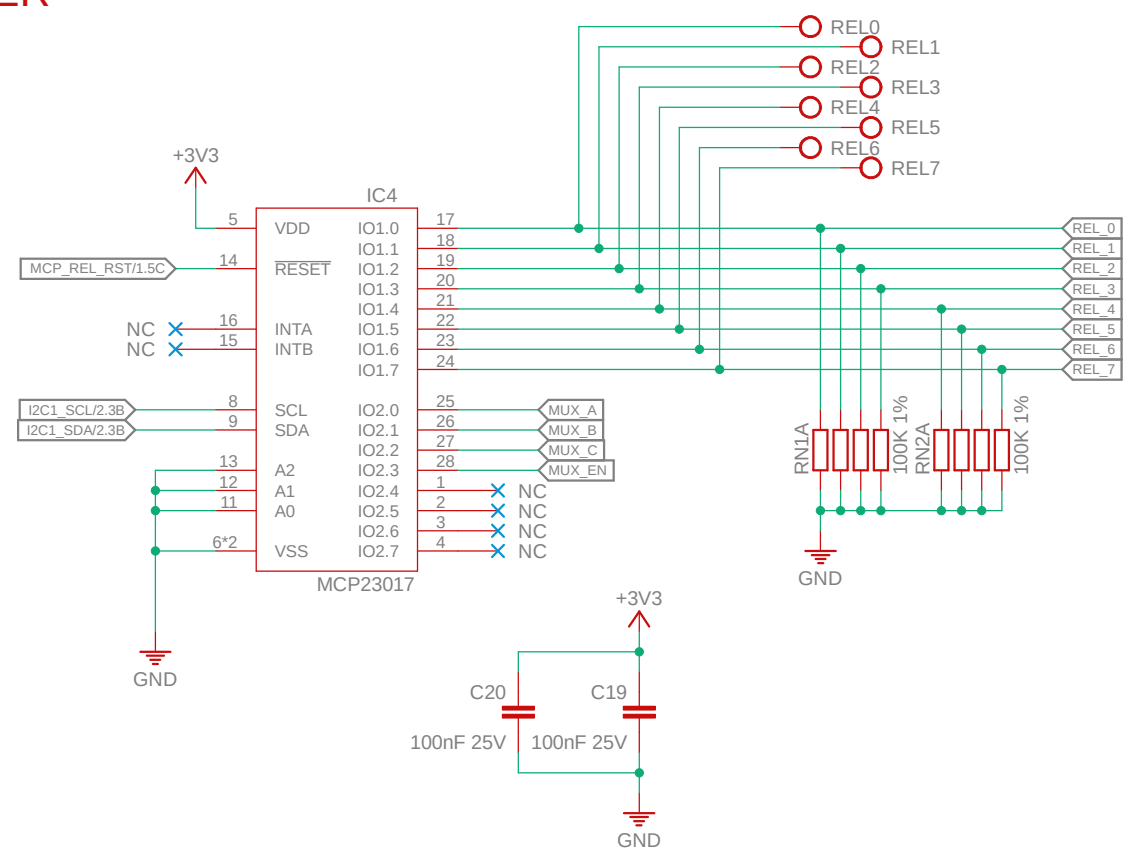 REL0
REL1
REL2
REL3
REL4
REL5
REL6
REL7
+3V3
IC4
5 VDD IO1.0 17 REL_0
IO1.1 18 REL_1
MCP_REL_RST/1.5C 14 RESET IO1.2 19 REL_2
IO1.3 20 REL_3
IO1.4 21 REL_4
NC 16 INTA IO1.5 22 REL_5
NC 15 INTB IO1.6 23 REL_6
IO1.7 24 REL_7
I2C1_SCL/2.3B 8 SCL IO2.0 25 MUX_A
I2C1_SDA/2.3B 9 SDA IO2.1 26 MUX_B
IO2.2 27 MUX_C
13 A2 IO2.3 28 MUX_EN
12 A1 IO2.4 1 NC
11 A0 IO2.5 2 NC
IO2.6 3 NC
6*2 VSS IO2.7 4 NC
MCP23017
RN1A
100K 1%
RN2A
100K 1%
GND
GND
+3V3
C20
C19
100nF 25V
100nF 25V
GND